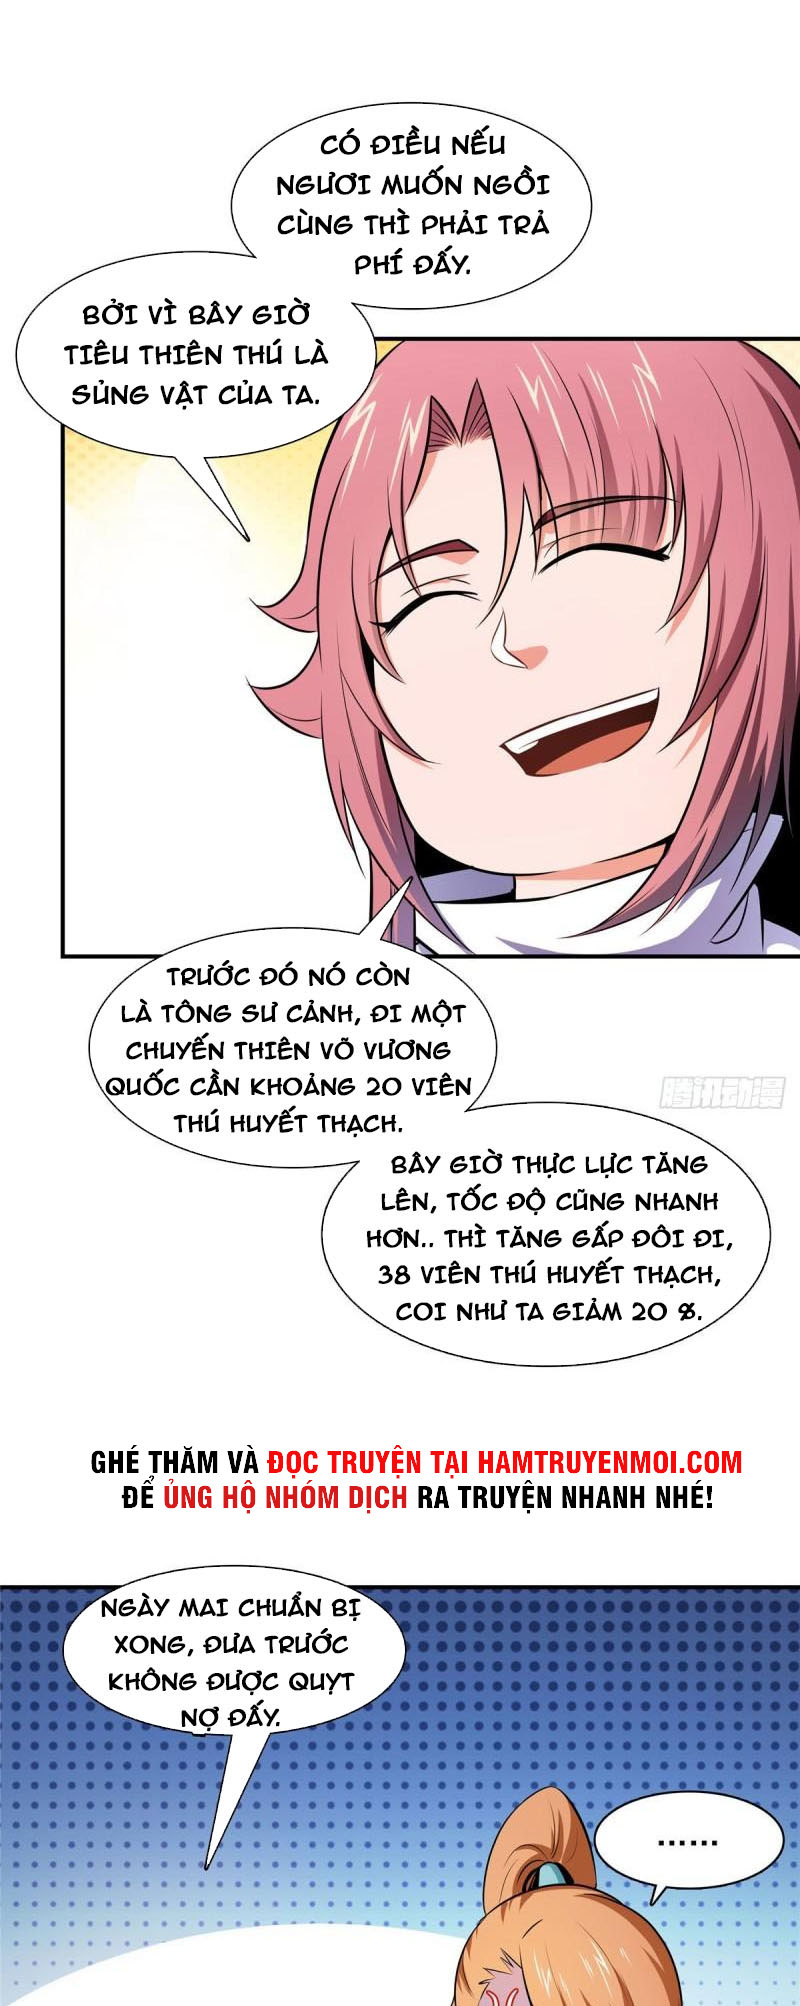 CÓ ĐIỀU NẾU
NGƯƠI MUỐN NGỒI
CÙNG THÌ PHẢI TRẢ
PHÍ ĐẤY.
BỞI VÌ BÂY GIỜ
TIÊU THIÊN THÚ LÀ
SỦNG VẬT CỦA TA.
TRƯỚC ĐÓ NÓ CÒN
LÀ TÔNG SƯ CẢNH, ĐI MỘT
CHUYẾN THIÊN VÕ VƯƠNG
QUỐC CẦN KHOẢNG 20 VIÊN
THÚ HUYẾT THẠCH.
腾讯动漫
BÂY GIỜ THỰC LỰC TĂNG
LÊN, TỐC ĐỘ CŨNG NHANH
HƠN.. THÌ TĂNG GẤP ĐÔI ĐI,
38 VIÊN THÚ HUYẾT THẠCH,
COI NHƯ TA GIẢM 20 %.
GHÉ THĂM VÀ ĐỌC TRUYỆN TẠI HAMTRUYENMOI.COM
ĐỂ ỦNG HỘ NHÓM DỊCH RA TRUYỆN NHANH NHÉ!
NGÀY MAI CHUẨN BỊ
XONG, ĐƯA TRƯỚC
KHÔNG ĐƯỢC QUỴT
NỢ ĐẤY.
......